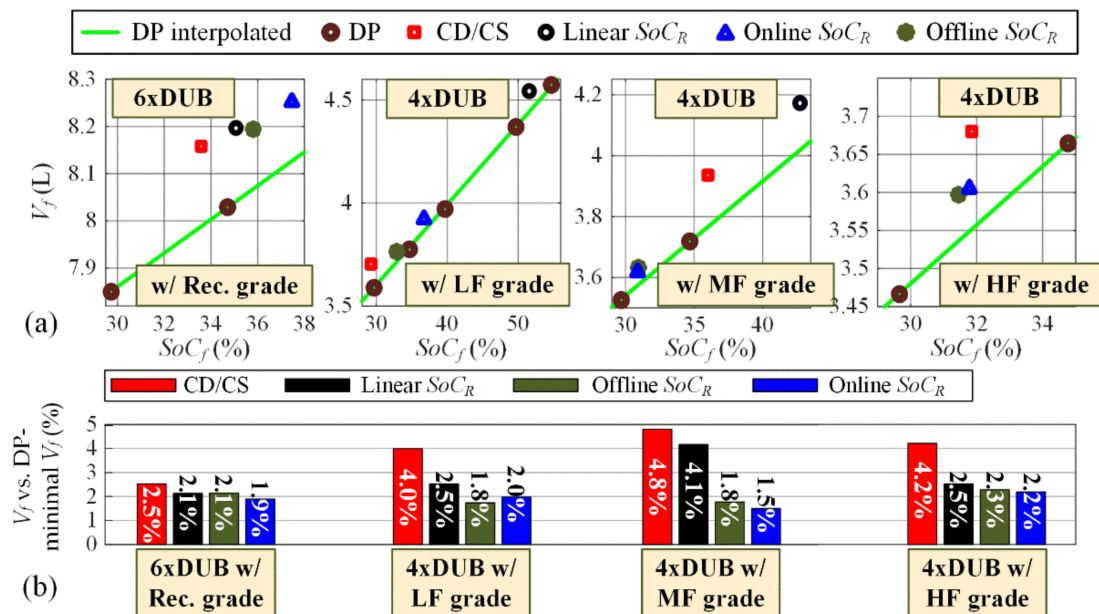 DP interpolated DP CD/CS Linear SoC_R Online SoC_R Offline SoC_R
V_f (L)
8.3
8.2
8.1
8
7.9
6xDUB
w/ Rec. grade
30 32 34 36 38
SoC_f (%)
4.5
4
3.5
4xDUB
w/ LF grade
30 40 50
SoC_f (%)
4.2
4
3.8
3.6
4xDUB
w/ MF grade
30 40
SoC_f (%)
3.7
3.65
3.6
3.55
3.5
3.45
4xDUB
w/ HF grade
30 32 34
SoC_f (%)
(a)
CD/CS Linear SoC_R Offline SoC_R Online SoC_R
V_f vs. DP-
minimal V_f (%)
5
4
3
2
1
0
2.5% 2.1% 2.1% 1.9%
4.0% 2.5% 1.8% 2.0%
4.8% 4.1% 1.8% 1.5%
4.2% 2.5% 2.3% 2.2%
6xDUB w/
Rec. grade
4xDUB w/
LF grade
4xDUB w/
MF grade
4xDUB w/
HF grade
(b)